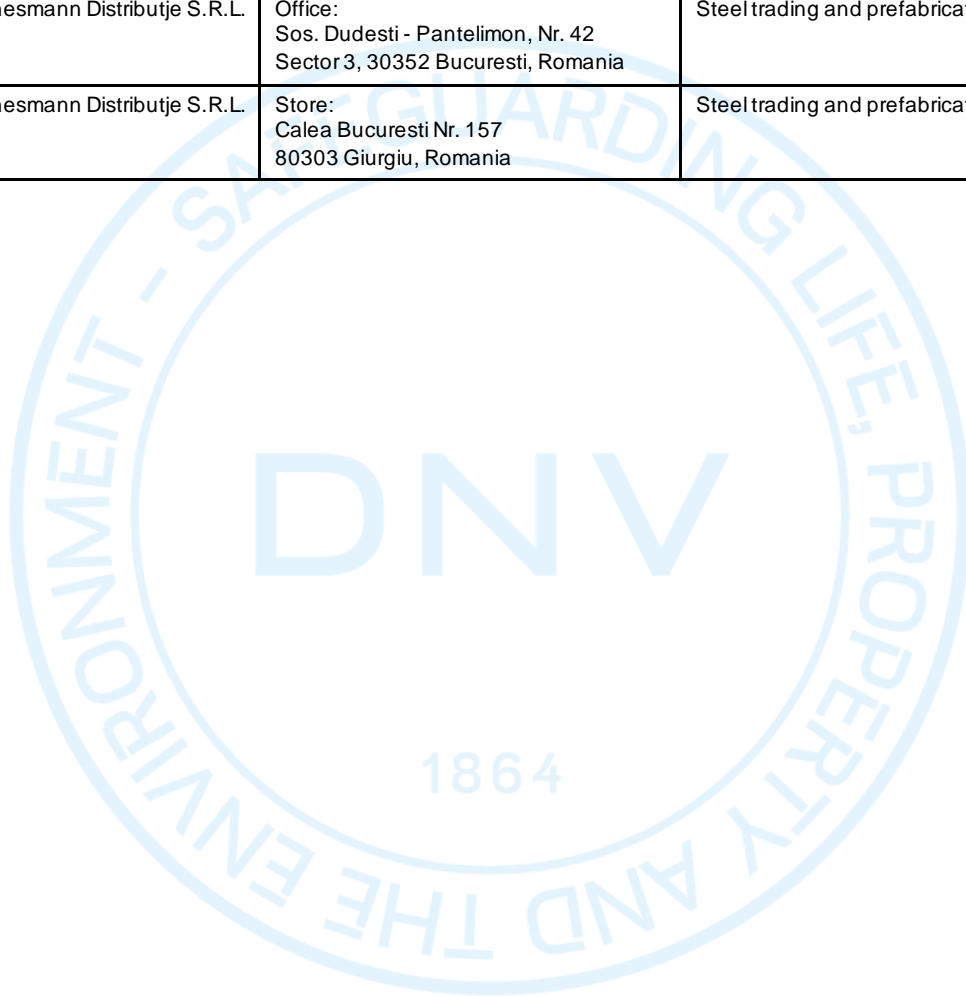 nesmann Distributje S.R.L.
Office:
Sos. Dudesti - Pantelimon, Nr. 42
Sector 3, 30352 Bucuresti, Romania
Steel trading and prefabricat
nesmann Distributje S.R.L.
Store:
Calea Bucuresti Nr. 157
80303 Giurgiu, Romania
Steel trading and prefabricat
SAFEGUARDING LIFE, PROPERTY AND THE ENVIRONMENT -
DNV
1864